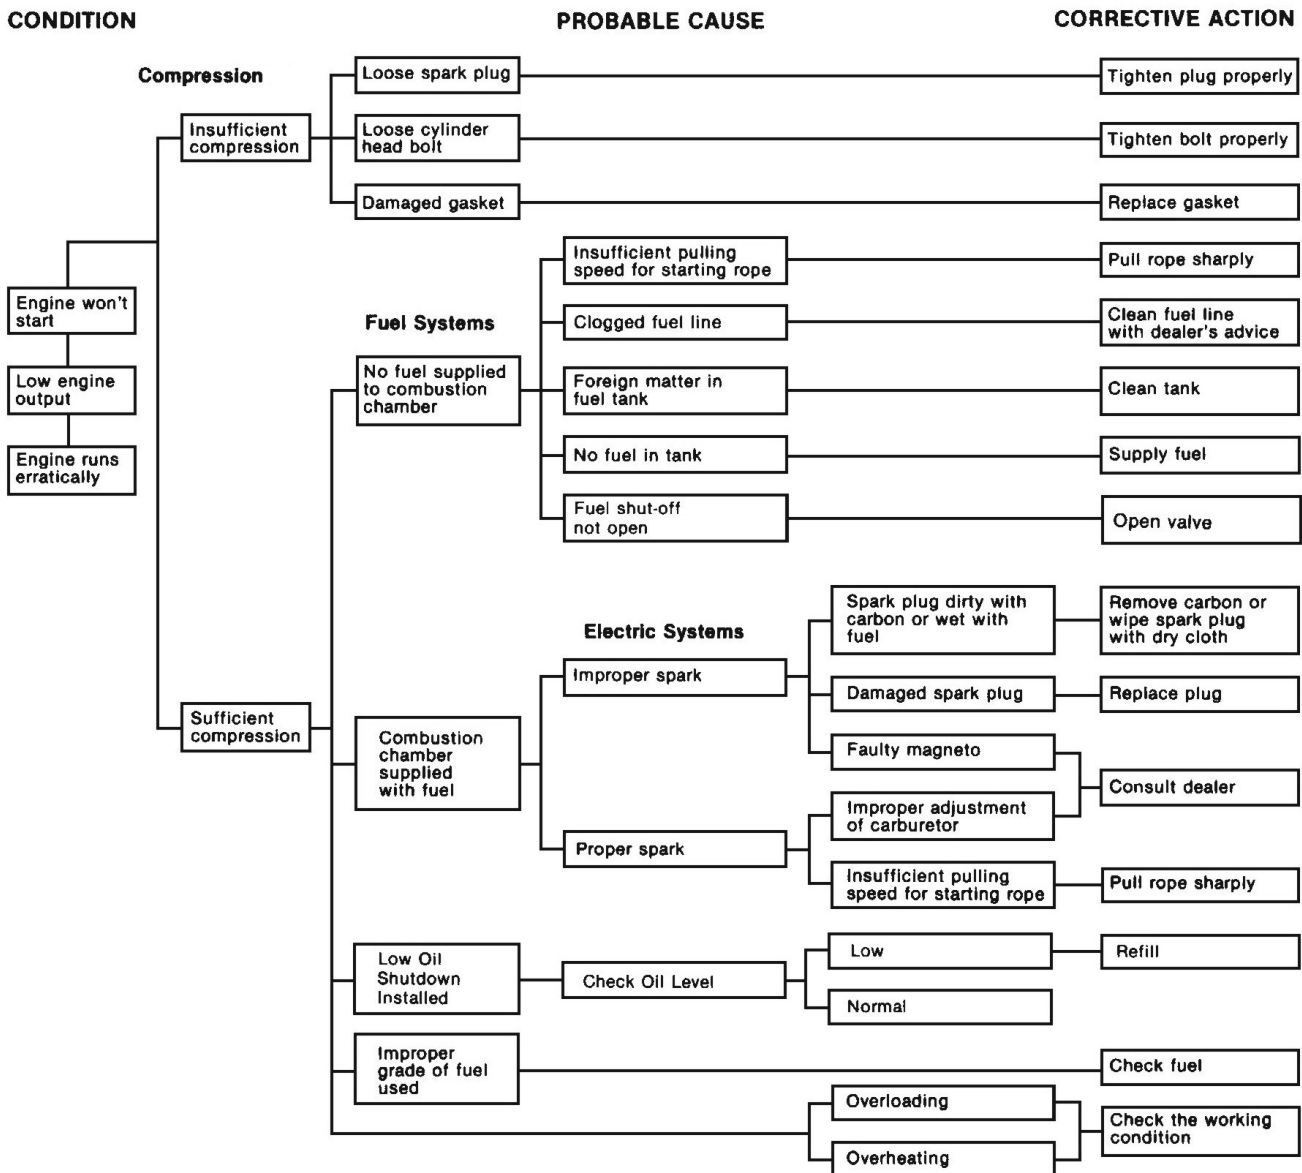 CONDITION
PROBABLE CAUSE
CORRECTIVE ACTION
Compression
Loose spark plug
Tighten plug properly
Insufficient
compression
Loose cylinder
head bolt
Tighten bolt properly
Damaged gasket
Replace gasket
Engine won't
start
Low engine
output
Engine runs
erratically
Fuel Systems
No fuel supplied
to combustion
chamber
Insufficient pulling
speed for starting rope
Pull rope sharply
Clogged fuel line
Clean fuel line
with dealer's advice
Foreign matter in
fuel tank
Clean tank
No fuel in tank
Supply fuel
Fuel shut-off
not open
Open valve
Sufficient
compression
Combustion
chamber
supplied
with fuel
Electric Systems
Improper spark
Spark plug dirty with
carbon or wet with
fuel
Remove carbon or
wipe spark plug
with dry cloth
Damaged spark plug
Replace plug
Faulty magneto
Consult dealer
Proper spark
Improper adjustment
of carburetor
Insufficient pulling
speed for starting rope
Pull rope sharply
Low Oil
Shutdown
Installed
Check Oil Level
Low
Refill
Normal
Improper
grade of fuel
used
Check fuel
Overloading
Overheating
Check the working
condition